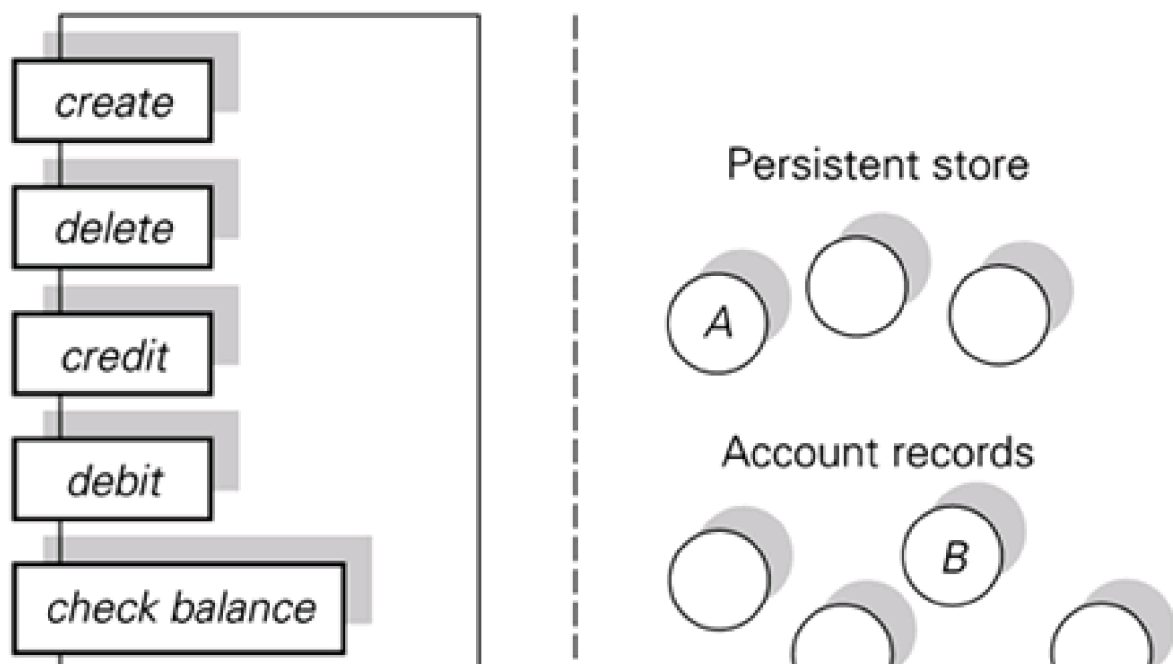 create
delete
credit
debit
check balance
Persistent store
A
Account records
B